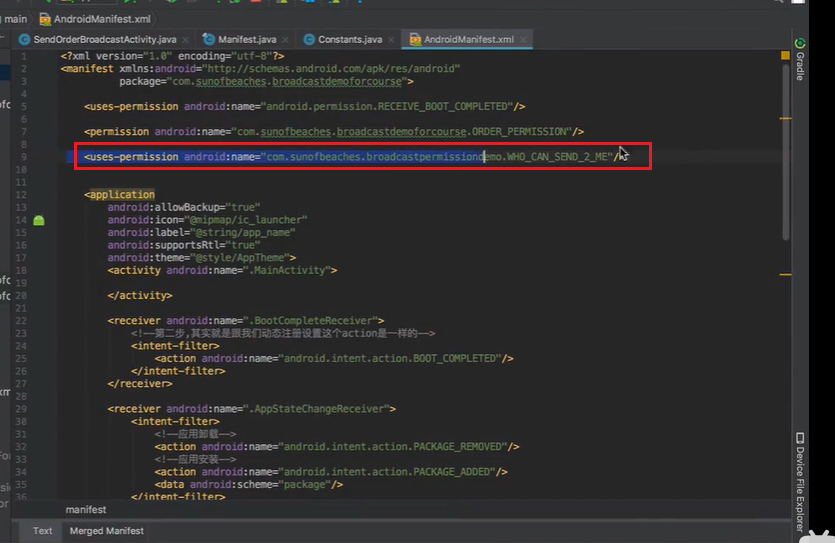 main
AndroidManifest.xml
SendOrderBroadcastActivity.java
Manifest.java
Constants.java
AndroidManifest.xml
1 <?xml version="1.0" encoding="utf-8"?>
2 <manifest xmlns:android="http://schemas.android.com/apk/res/android"
3 package="com.sunofbeaches.broadcastdemoforcourse">
4
5 <uses-permission android:name="android.permission.RECEIVE_BOOT_COMPLETED"/>
6
7 <permission android:name="com.sunofbeaches.broadcastdemoforcourse.ORDER_PERMISSION"/>
8
9 <uses-permission android:name="com.sunofbeaches.broadcastpermissiondemo.WHO_CAN_SEND_2_ME"/>
10
11
12 <application
13 android:allowBackup="true"
14 android:icon="@mipmap/ic_launcher"
15 android:label="@string/app_name"
16 android:supportsRtl="true"
17 android:theme="@style/AppTheme">
18 <activity android:name=".MainActivity">
19
20 </activity>
21
22 <receiver android:name=".BootCompleteReceiver">
23 <!--第二步,其实就是跟我们动态注册设置这个action是一样的-->
24 <intent-filter>
25 <action android:name="android.intent.action.BOOT_COMPLETED"/>
26 </intent-filter>
27 </receiver>
28
29 <receiver android:name=".AppStateChangeReceiver">
30 <intent-filter>
31 <!--应用卸载-->
32 <action android:name="android.intent.action.PACKAGE_REMOVED"/>
33 <!--应用安装-->
34 <action android:name="android.intent.action.PACKAGE_ADDED"/>
35 <data android:scheme="package"/>
36 </intent-filter>
manifest
Text
Merged Manifest
Gradle
Device File Explorer